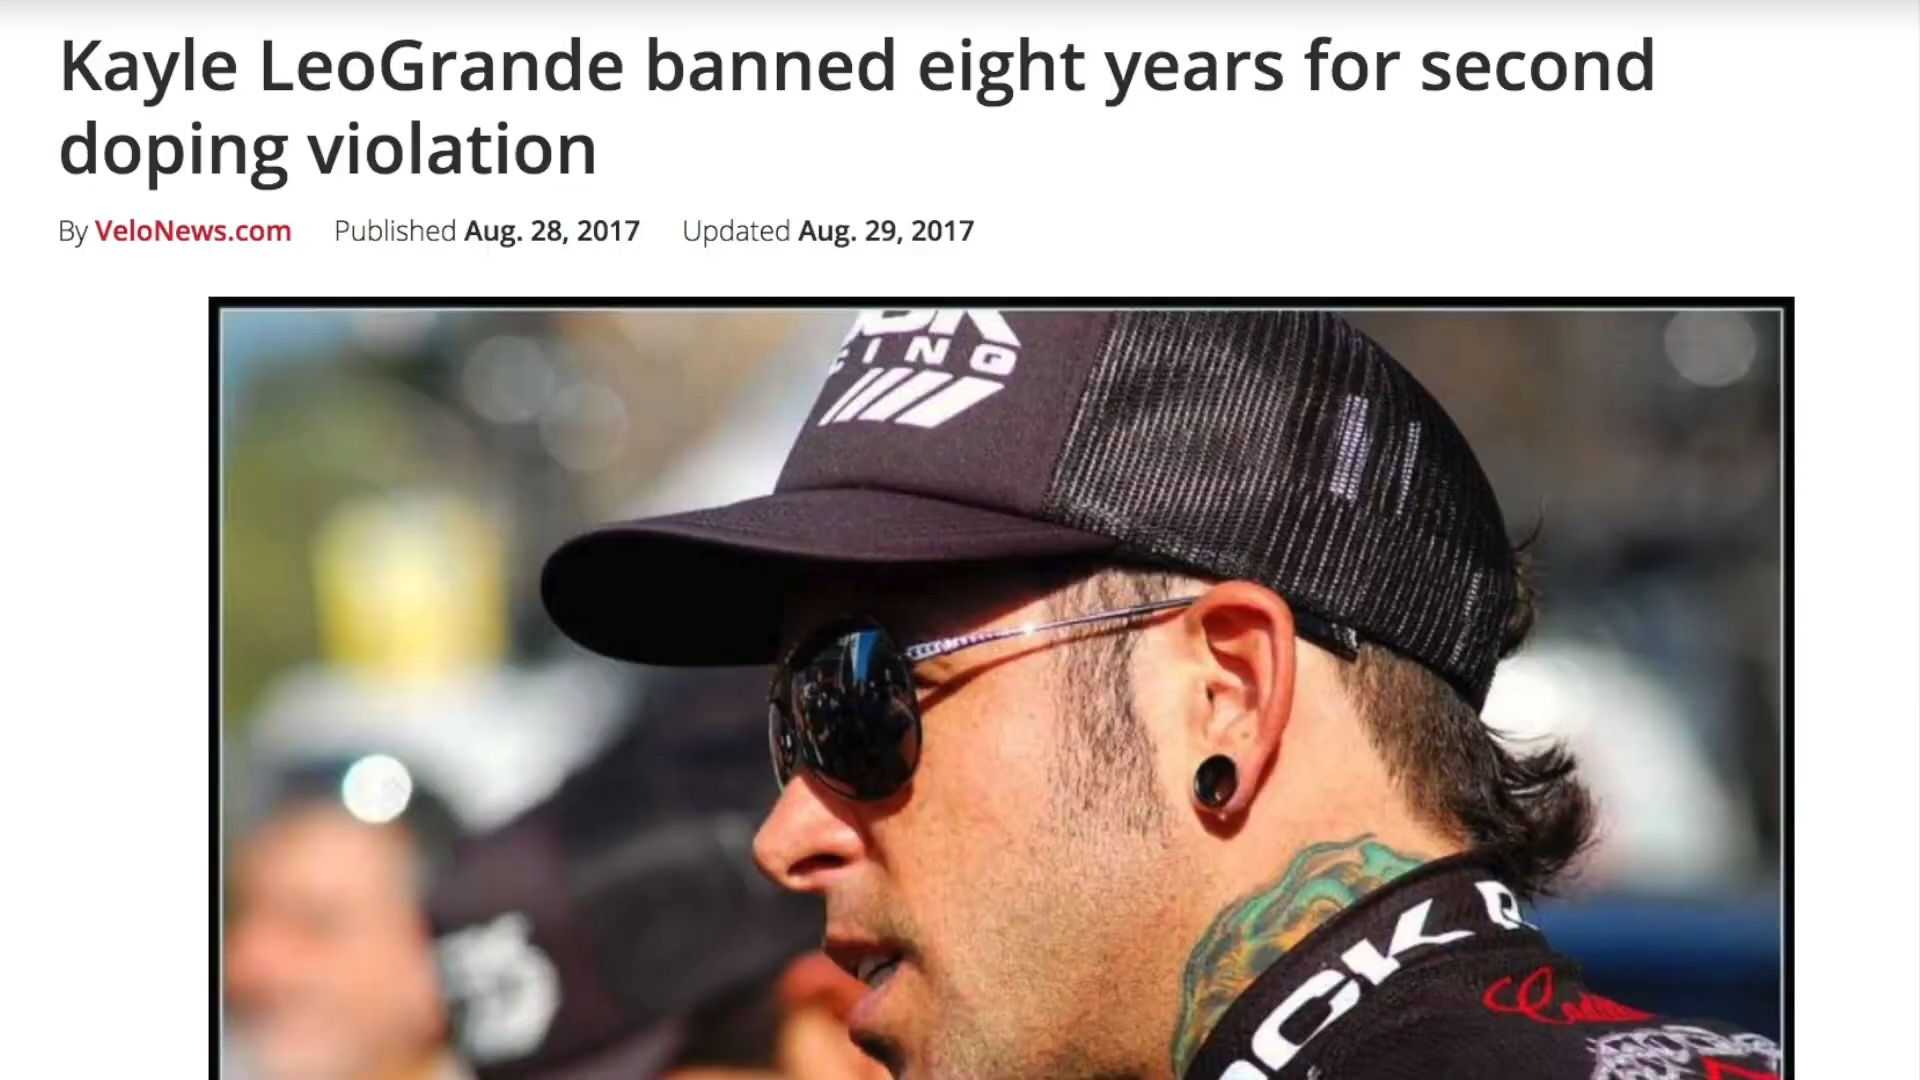 Kayle LeoGrande banned eight years for second
doping violation
By VeloNews.com Published Aug. 28, 2017 Updated Aug. 29, 2017
OCK R